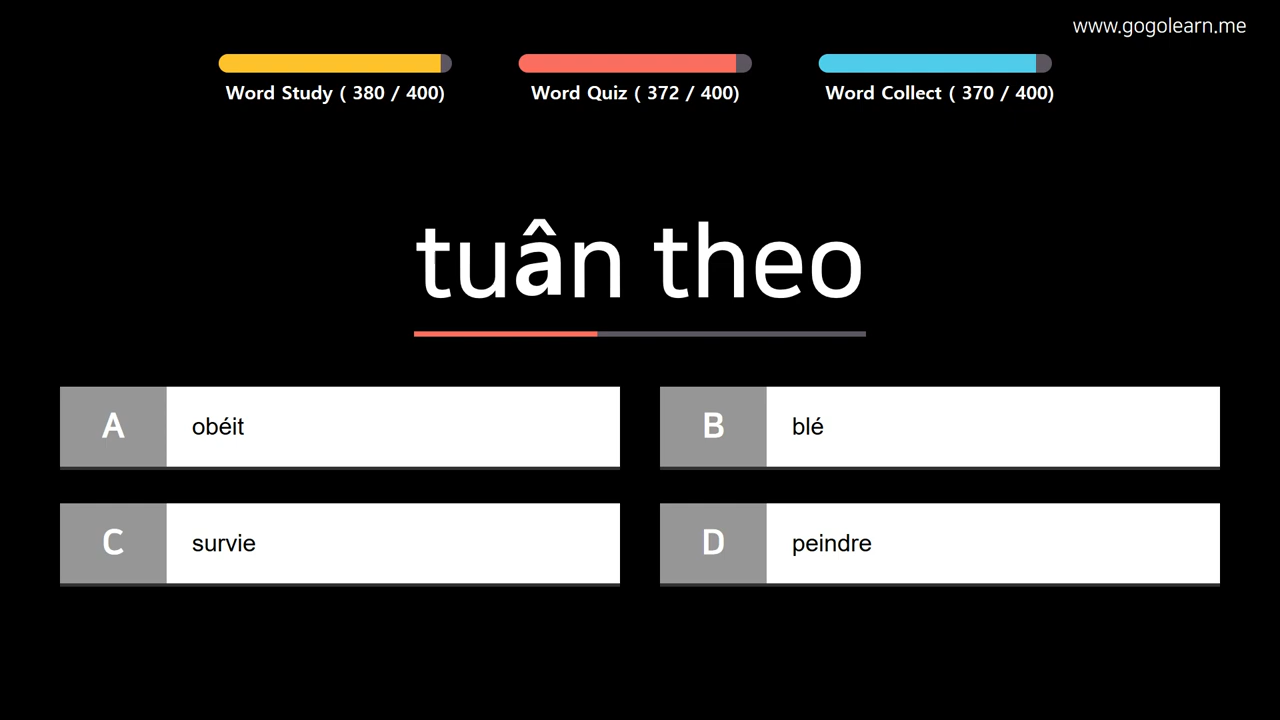 www.gogolearn.me
Word Study ( 380 / 400)
Word Quiz ( 372 / 400)
Word Collect ( 370 / 400)
tuân theo
A obéit
B blé
C survie
D peindre